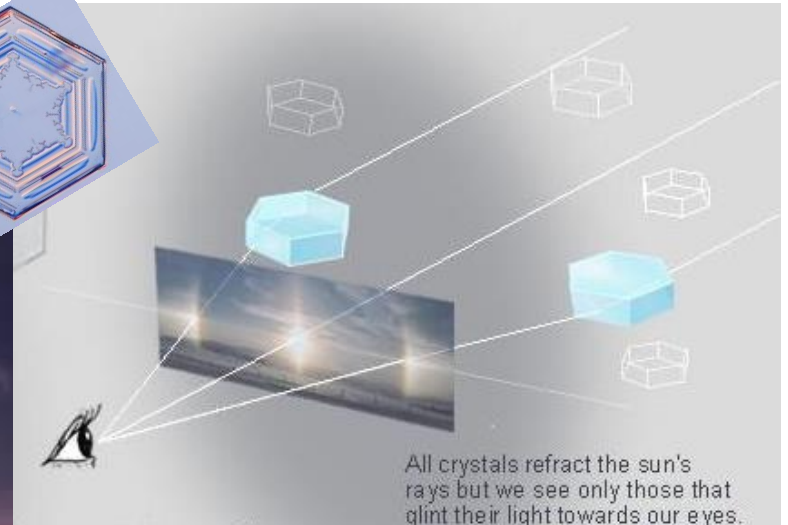 All crystals refract the sun's
rays but we see only those that
glint their light towards our eyes.